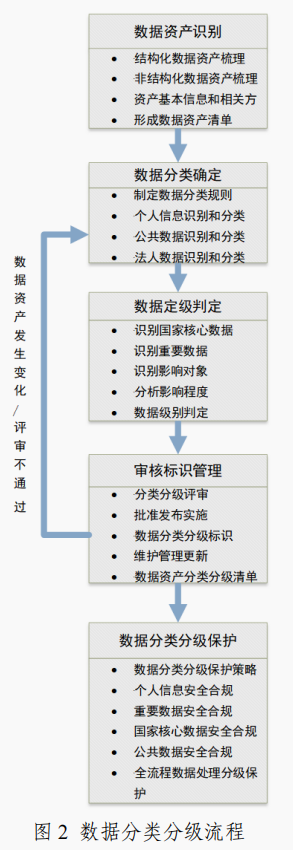 数据资产识别
● 结构化数据资产梳理
● 非结构化数据资产梳理
● 资产基本信息和相关方
● 形成数据资产清单
数据分类确定
● 制定数据分类规则
● 个人信息识别和分类
● 公共数据识别和分类
● 法人数据识别和分类
数据资产发生变化/评审不通过
数据定级判定
● 识别国家核心数据
● 识别重要数据
● 识别影响对象
● 分析影响程度
● 数据级别判定
审核标识管理
● 分类分级评审
● 批准发布实施
● 数据分类分级标识
● 维护管理更新
● 数据资产分类分级清单
数据分类分级保护
● 数据分类分级保护策略
● 个人信息安全合规
● 重要数据安全合规
● 国家核心数据安全合规
● 公共数据安全合规
● 全流程数据处理分级保
护
图 2 数据分类分级流程